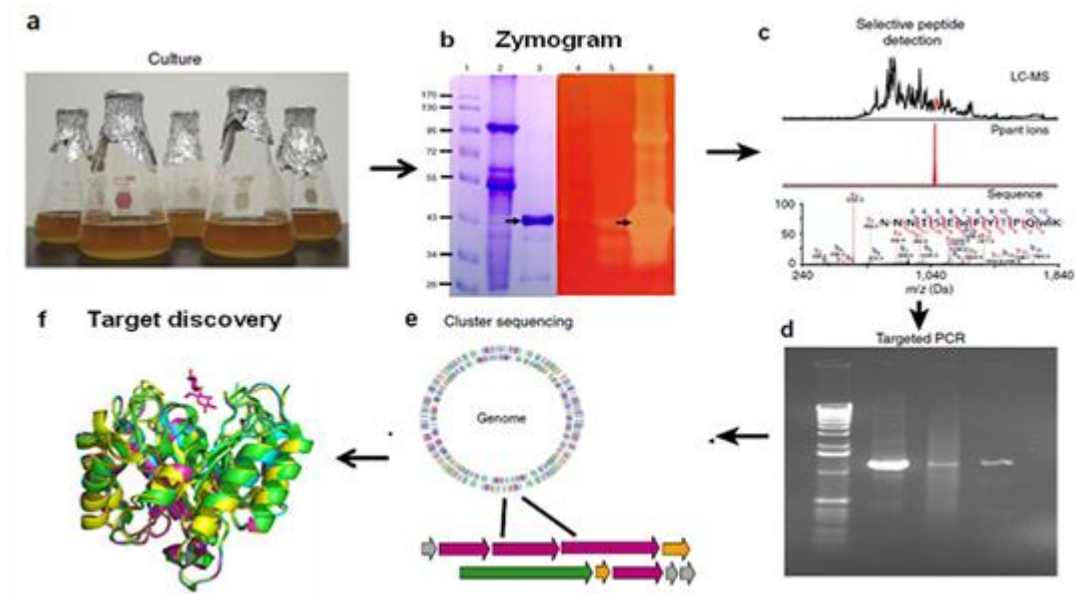 a
Culture
b Zymogram
1 2 3 4 5 6
170
130
95
72
55
43
34
26
c
Selective peptide
detection
LC-MS
Ppant ions
Sequence
100
50
0
240 1,040 1,840
m/z (Da)
d
Targeted PCR
e
Cluster sequencing
Genome
f Target discovery